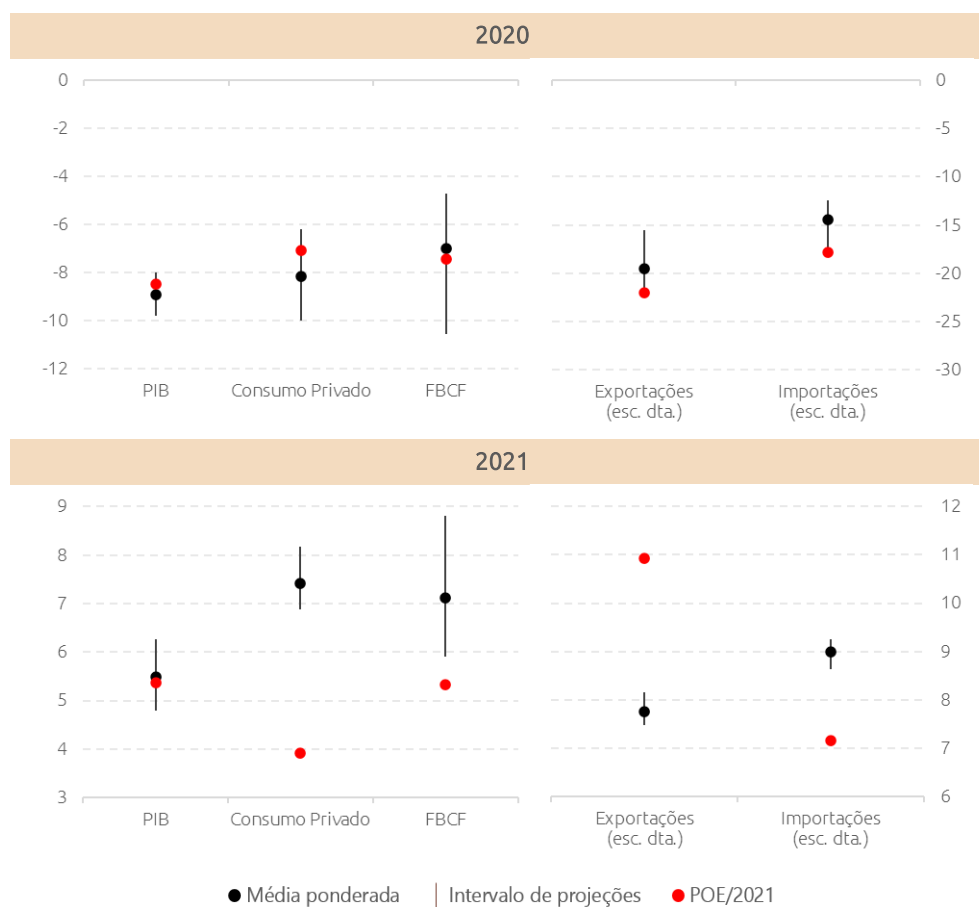 2020
0
-2
-4
-6
-8
-10
-12
PIB
Consumo Privado
FBCF
0
-5
-10
-15
-20
-25
-30
Exportações
(esc. dta.)
Importações
(esc. dta.)
2021
9
8
7
6
5
4
3
PIB
Consumo Privado
FBCF
12
11
10
9
8
7
6
Exportações
(esc. dta.)
Importações
(esc. dta.)
Média ponderada
Intervalo de projeções
POE/2021